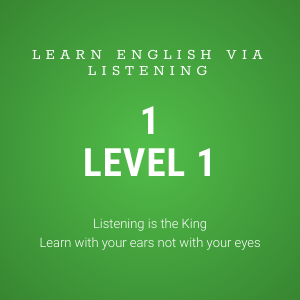 LEARN ENGLISH VIA
LISTENING
1
LEVEL 1
Listening is the King
Learn with your ears not with your eyes